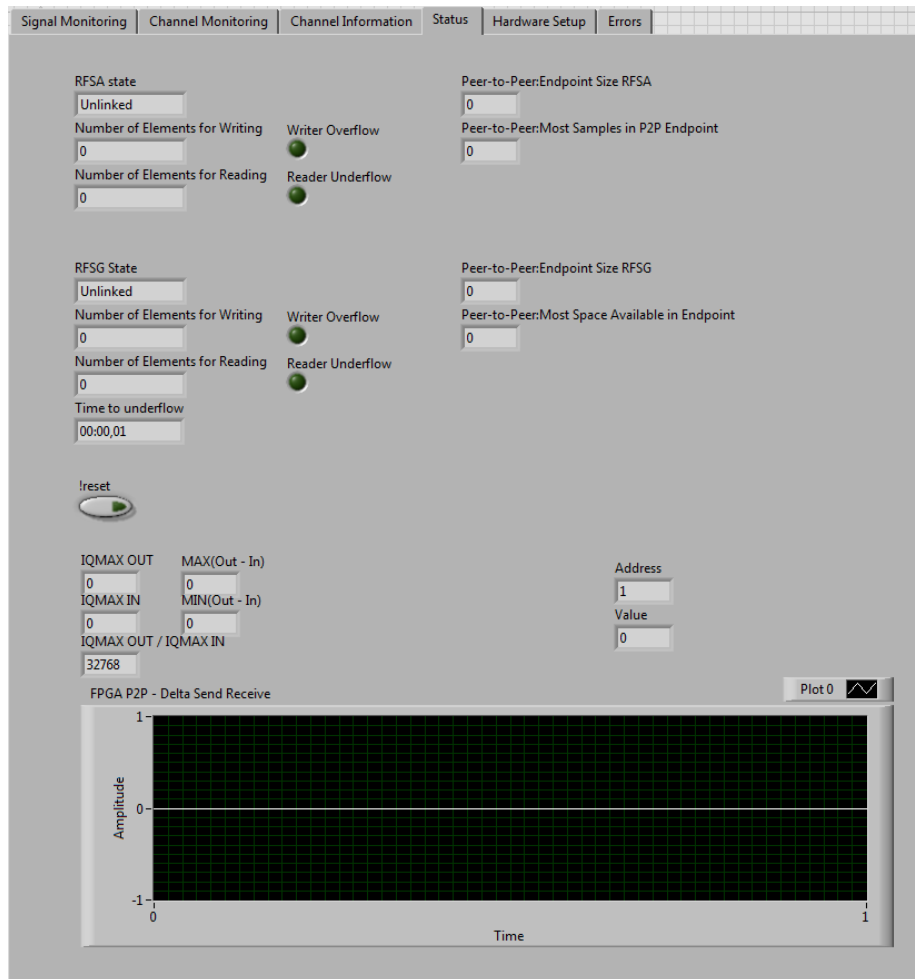 Signal Monitoring Channel Monitoring Channel Information Status Hardware Setup Errors
RFSA state
Unlinked
Number of Elements for Writing Writer Overflow
0
Number of Elements for Reading Reader Underflow
0
Peer-to-Peer:Endpoint Size RFSA
0
Peer-to-Peer:Most Samples in P2P Endpoint
0
RFSG State
Unlinked
Number of Elements for Writing Writer Overflow
0
Number of Elements for Reading Reader Underflow
0
Time to underflow
00:00,01
Peer-to-Peer:Endpoint Size RFSG
0
Peer-to-Peer:Most Space Available in Endpoint
0
!reset
IQMAX OUT MAX(Out - In)
0 0
IQMAX IN MIN(Out - In)
0 0
IQMAX OUT / IQMAX IN
32768
Address
1
Value
0
FPGA P2P - Delta Send Receive
Plot 0
1
0
-1
Amplitude
0 1
Time